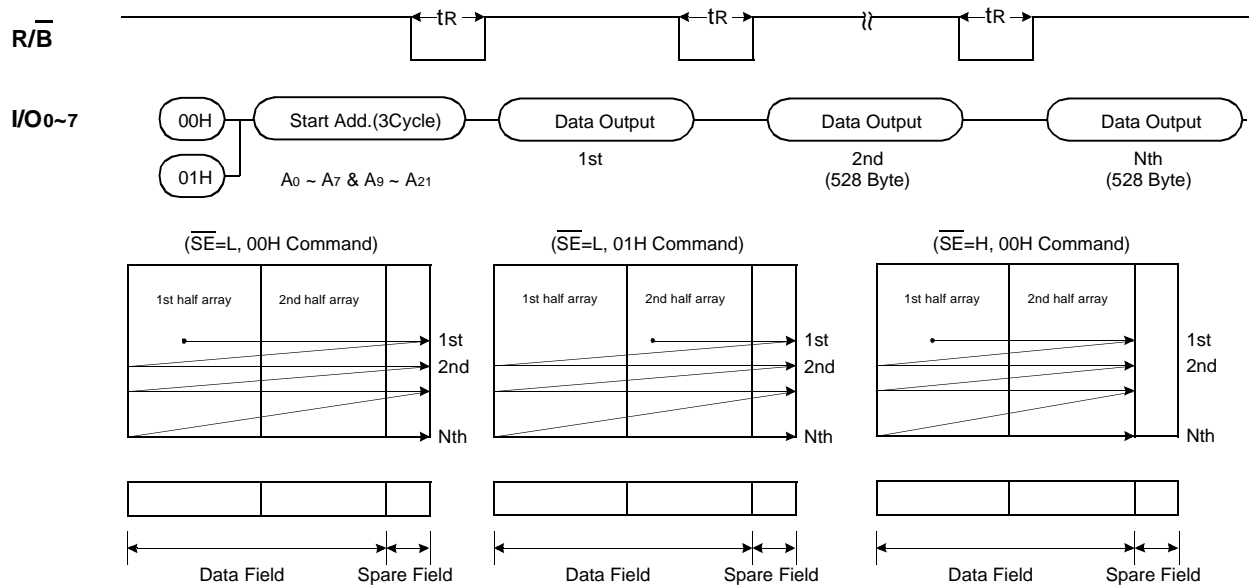 R/B tR tR tR
I/O0~7 00H Start Add.(3Cycle) Data Output Data Output Data Output
01H A0 ~ A7 & A9 ~ A21 1st 2nd Nth
(528 Byte) (528 Byte)
(SE=L, 00H Command) (SE=L, 01H Command) (SE=H, 00H Command)
1st half array 2nd half array 1st half array 2nd half array 1st half array 2nd half array
1st 1st 1st
2nd 2nd 2nd
Nth Nth Nth
Data Field Spare Field Data Field Spare Field Data Field Spare Field